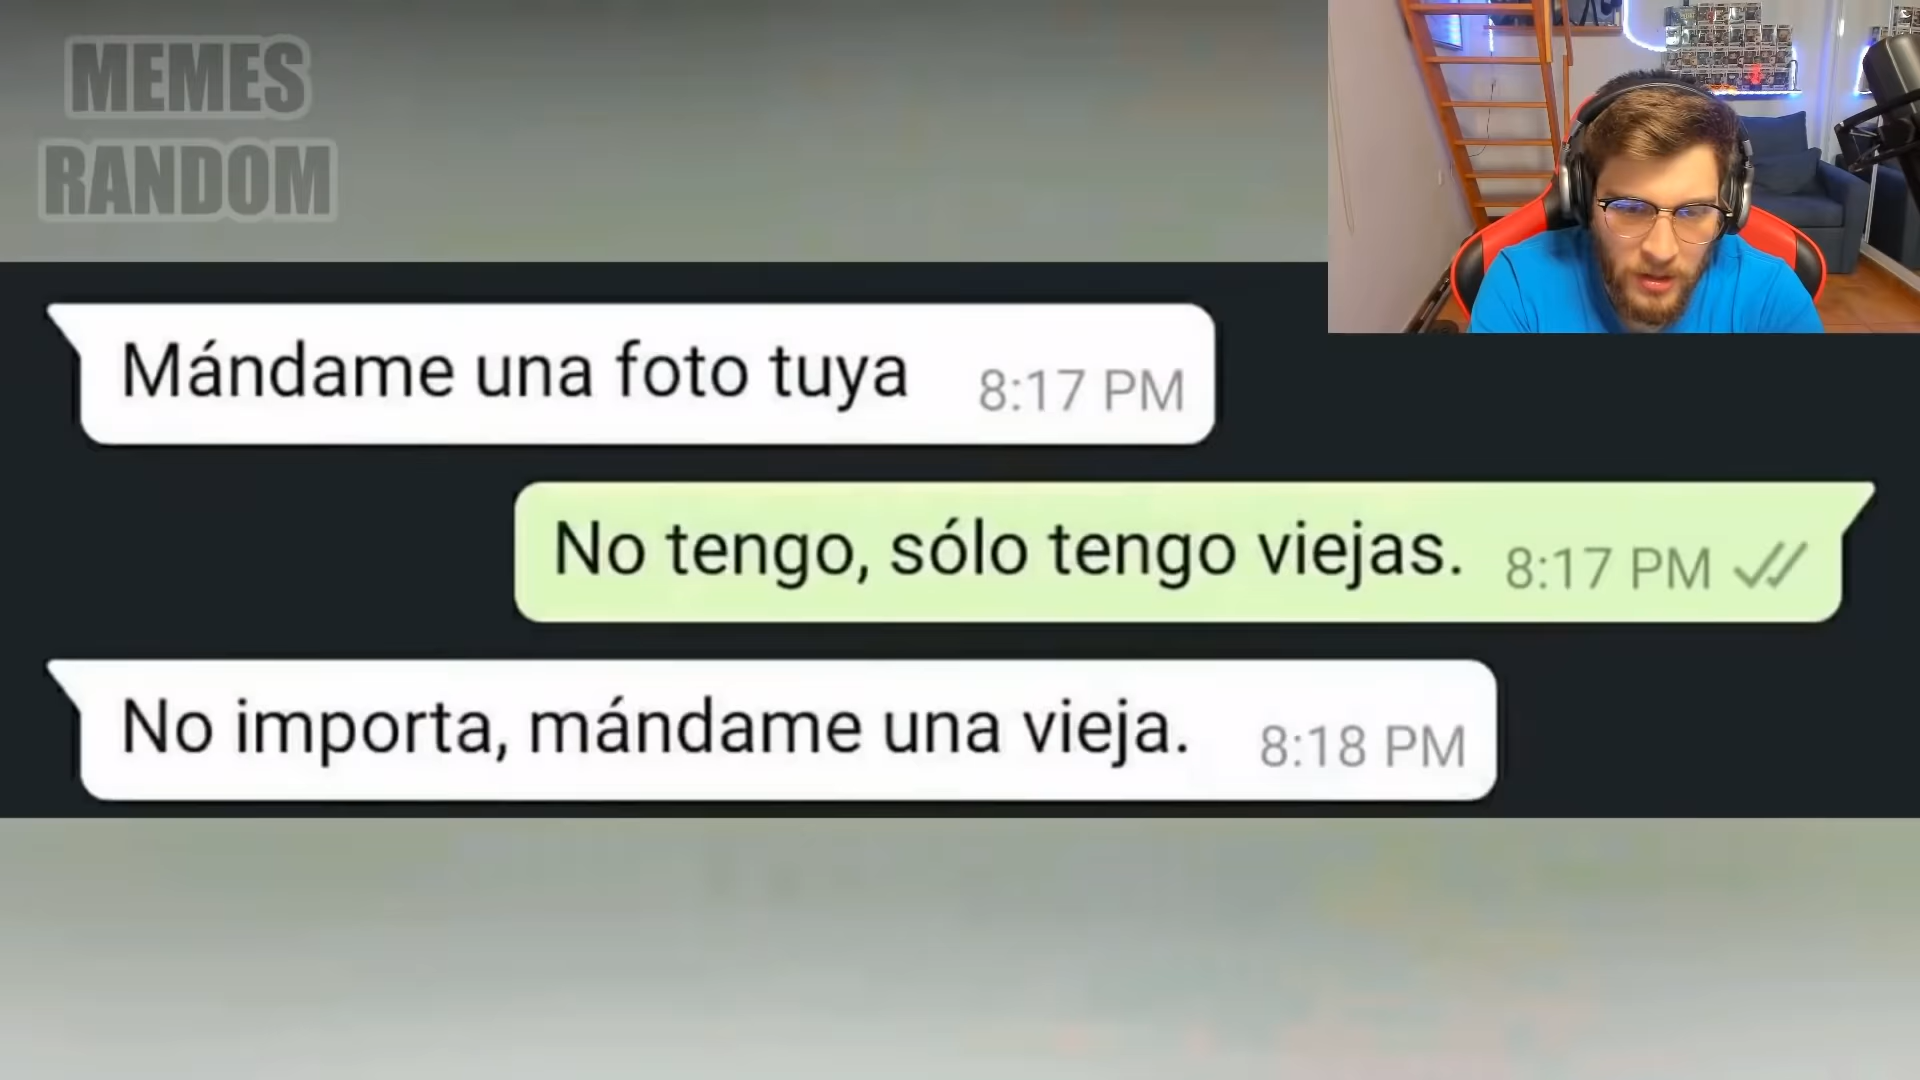 MEMES
RANDOM
Mándame una foto tuya 8:17 PM
No tengo, sólo tengo viejas. 8:17 PM
No importa, mándame una vieja. 8:18 PM